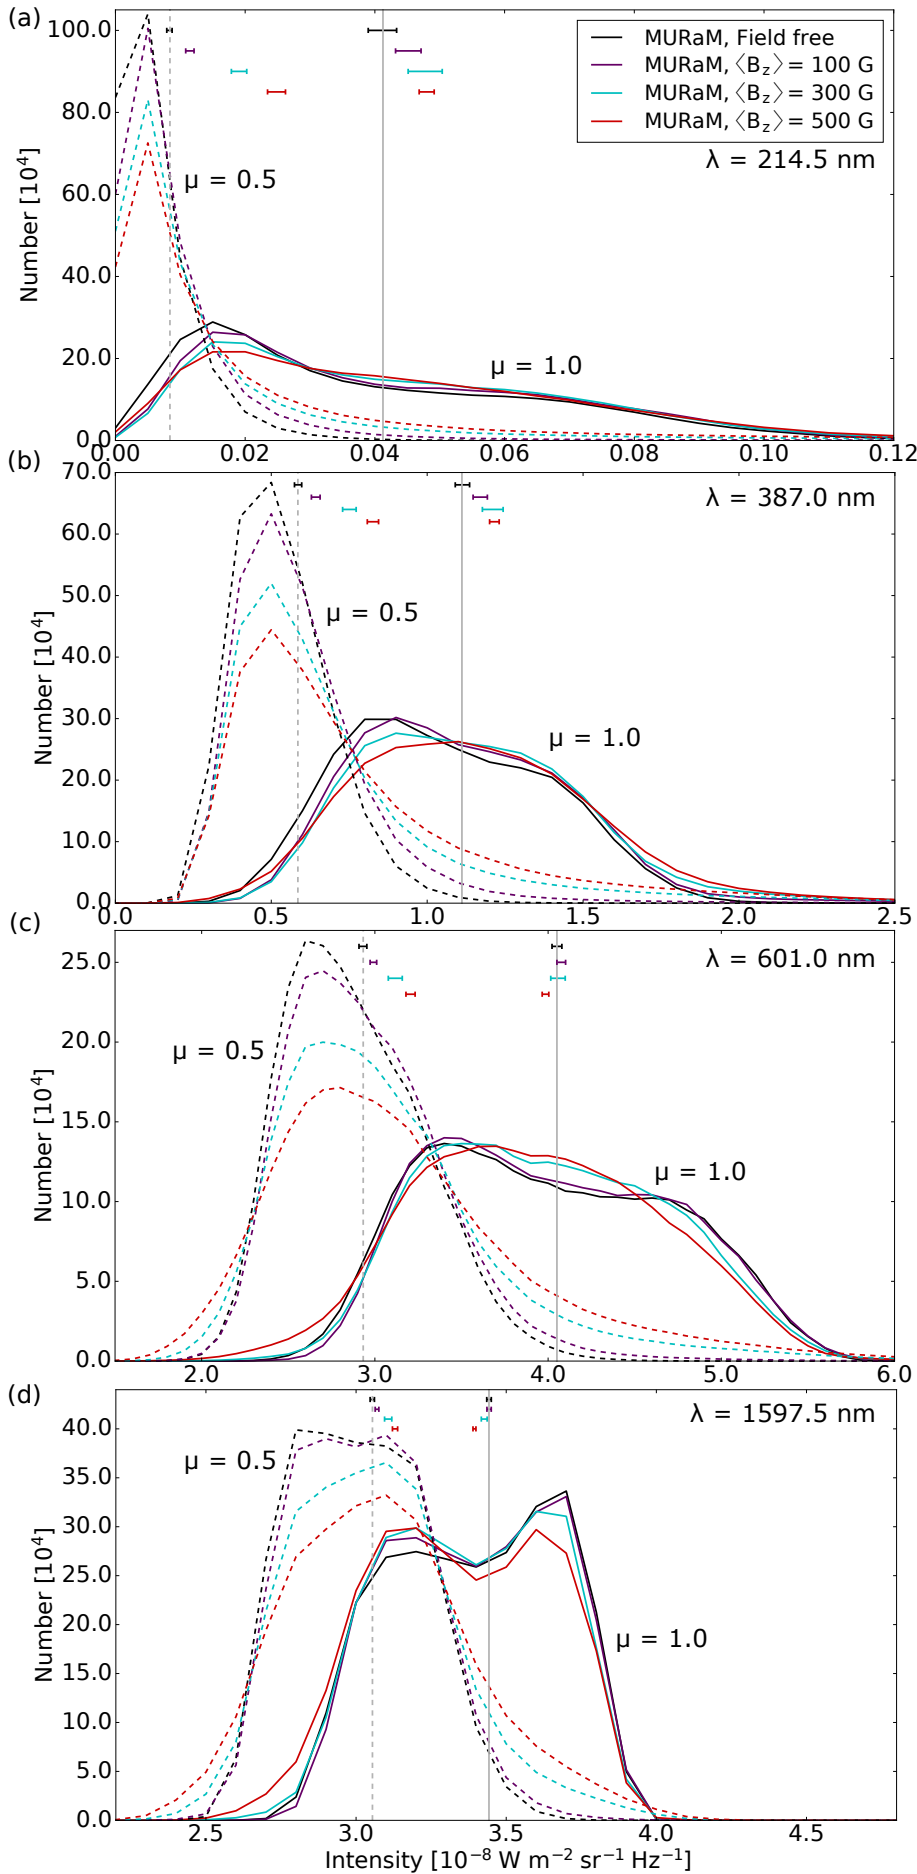 (a)
100.0
80.0
60.0
40.0
20.0
0.0
Number [10⁴]
MURaM, Field free
MURaM, ⟨B_z⟩ = 100 G
MURaM, ⟨B_z⟩ = 300 G
MURaM, ⟨B_z⟩ = 500 G
λ = 214.5 nm
μ = 0.5
μ = 1.0
0.00 0.02 0.04 0.06 0.08 0.10 0.12
(b)
70.0
60.0
50.0
40.0
30.0
20.0
10.0
0.0
Number [10⁴]
λ = 387.0 nm
μ = 0.5
μ = 1.0
0.0 0.5 1.0 1.5 2.0 2.5
(c)
25.0
20.0
15.0
10.0
5.0
0.0
Number [10⁴]
λ = 601.0 nm
μ = 0.5
μ = 1.0
2.0 3.0 4.0 5.0 6.0
(d)
40.0
35.0
30.0
25.0
20.0
15.0
10.0
5.0
0.0
Number [10⁴]
λ = 1597.5 nm
μ = 0.5
μ = 1.0
2.5 3.0 3.5 4.0 4.5
Intensity [10⁻⁸ W m⁻² sr⁻¹ Hz⁻¹]